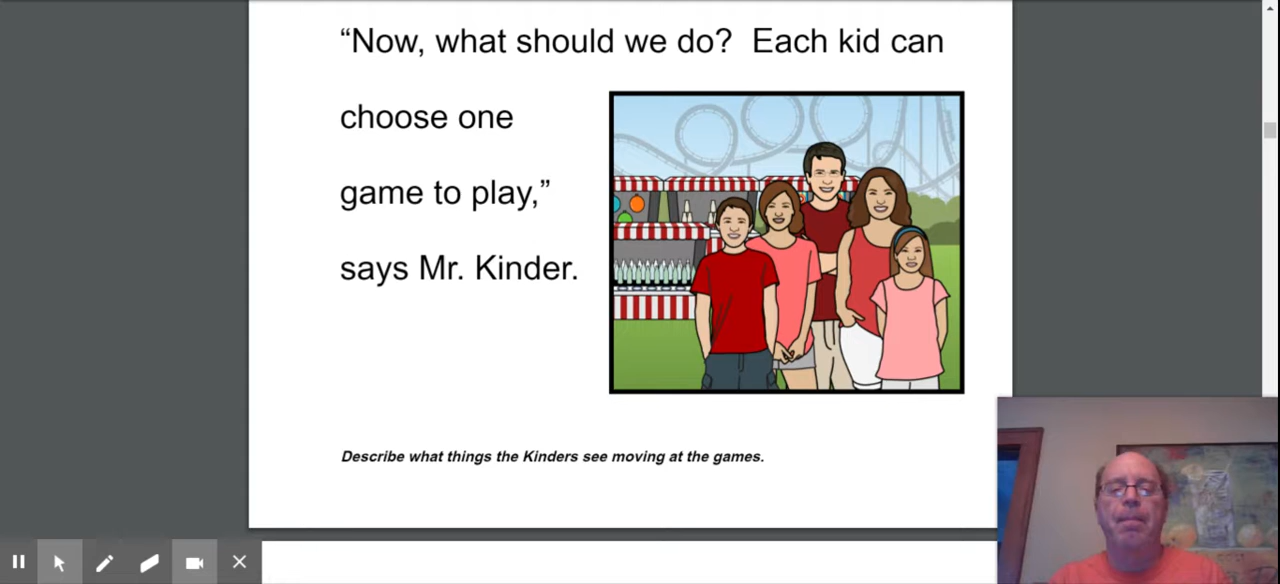 “Now, what should we do?  Each kid can
choose one
game to play,”
says Mr. Kinder.
Describe what things the Kinders see moving at the games.